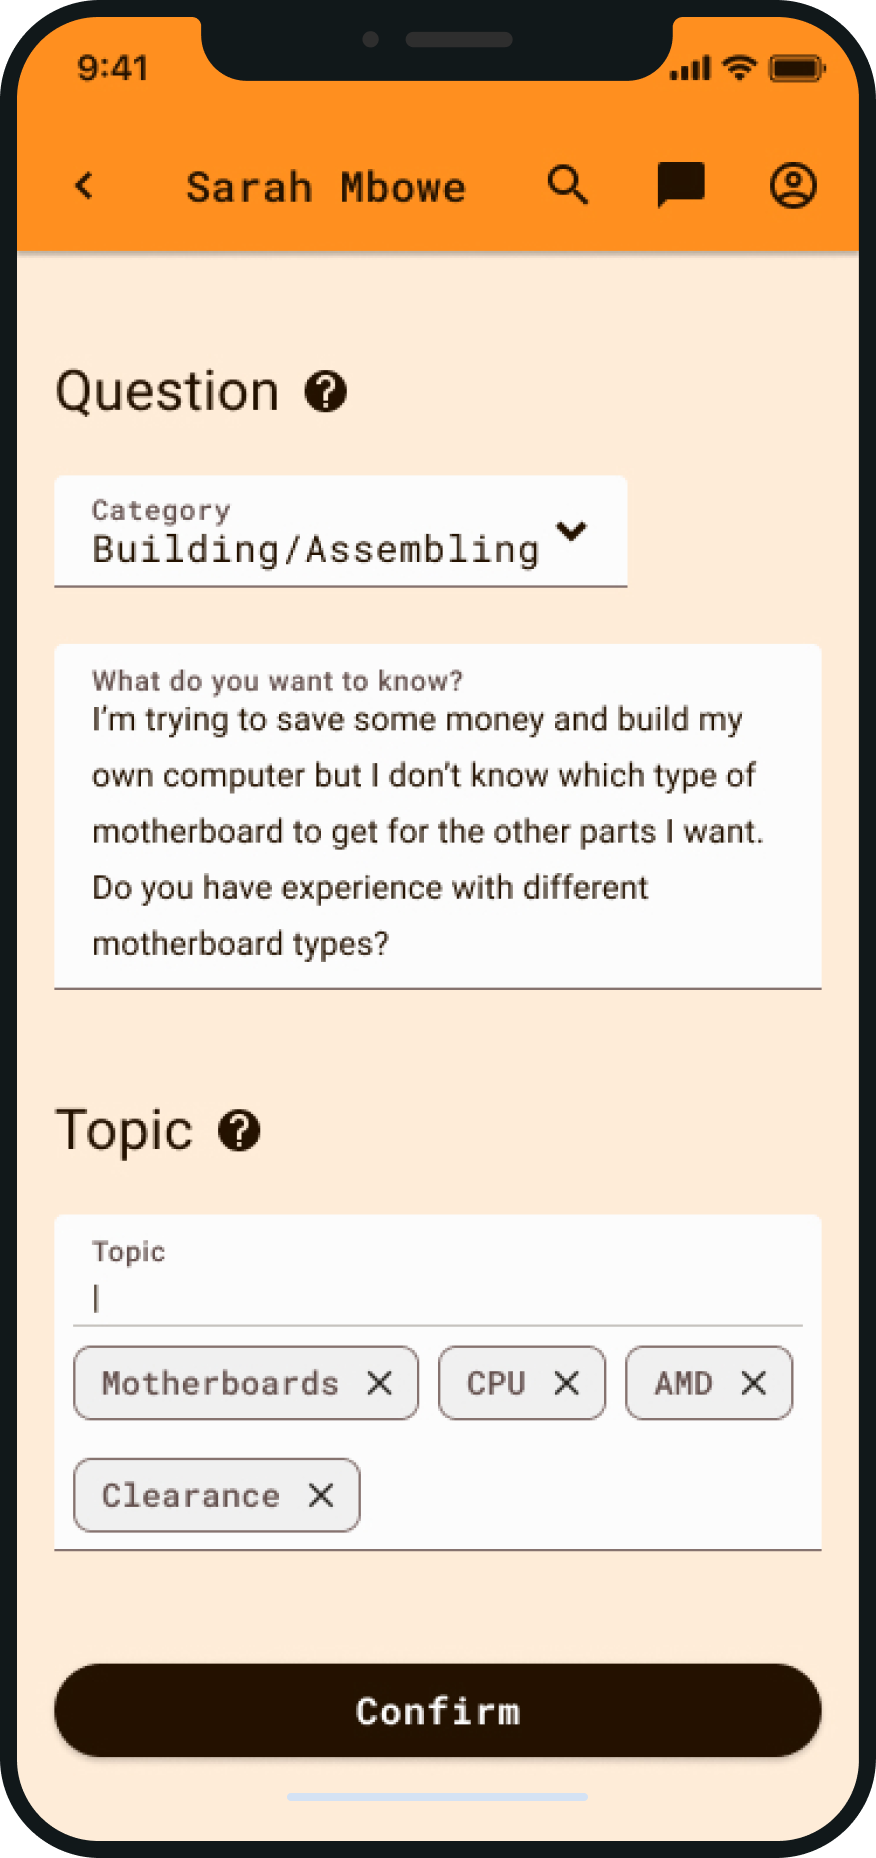 9:41
Sarah Mbowe
Question
Category
Building/Assembling
What do you want to know?
I’m trying to save some money and build my
own computer but I don’t know which type of
motherboard to get for the other parts I want.
Do you have experience with different
motherboard types?
Topic
Topic
Motherboards CPU AMD
Clearance
Confirm